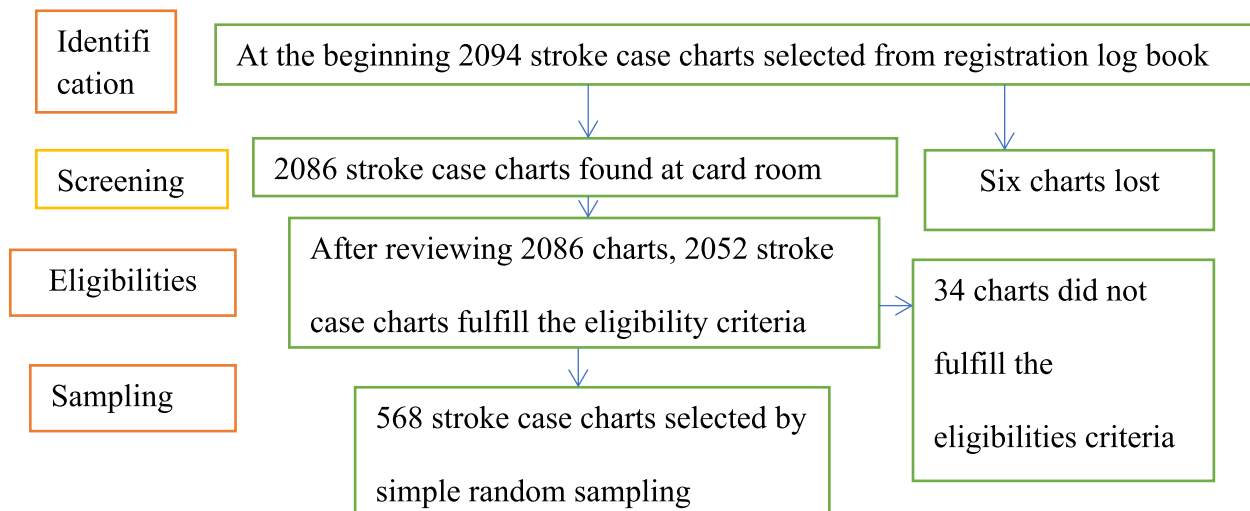 Identifi
cation
At the beginning 2094 stroke case charts selected from registration log book
Screening
2086 stroke case charts found at card room
Six charts lost
Eligibilities
After reviewing 2086 charts, 2052 stroke
case charts fulfill the eligibility criteria
34 charts did not
fulfill the
eligibilities criteria
Sampling
568 stroke case charts selected by
simple random sampling